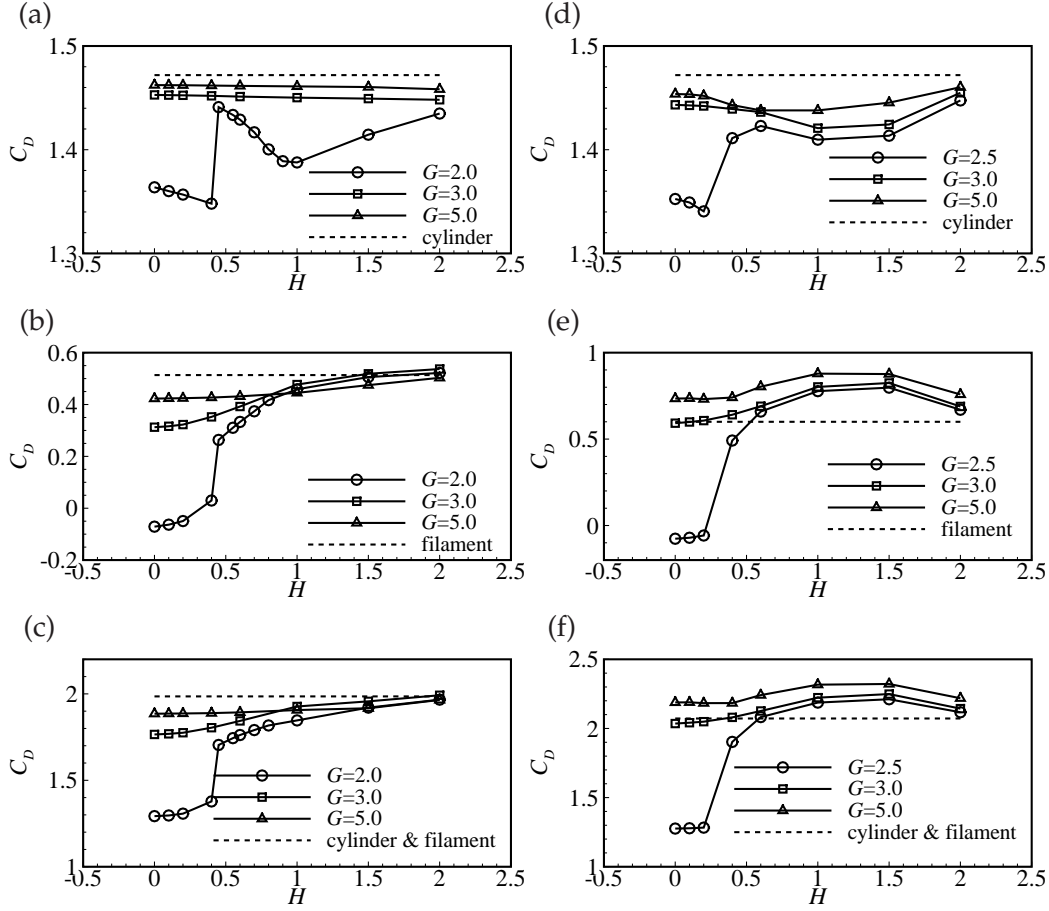 (a)
1.5
1.4
1.3
C_D
-0.5 0 0.5 1 1.5 2 2.5
H
G=2.0
G=3.0
G=5.0
cylinder
(d)
1.5
1.4
1.3
C_D
-0.5 0 0.5 1 1.5 2 2.5
H
G=2.5
G=3.0
G=5.0
cylinder
(b)
0.6
0.4
0.2
0
-0.2
C_D
-0.5 0 0.5 1 1.5 2 2.5
H
G=2.0
G=3.0
G=5.0
filament
(e)
1
0.5
0
C_D
-0.5 0 0.5 1 1.5 2 2.5
H
G=2.5
G=3.0
G=5.0
filament
(c)
2
1.5
1
C_D
-0.5 0 0.5 1 1.5 2 2.5
H
G=2.0
G=3.0
G=5.0
cylinder & filament
(f)
2.5
2
1.5
1
C_D
-0.5 0 0.5 1 1.5 2 2.5
H
G=2.5
G=3.0
G=5.0
cylinder & filament